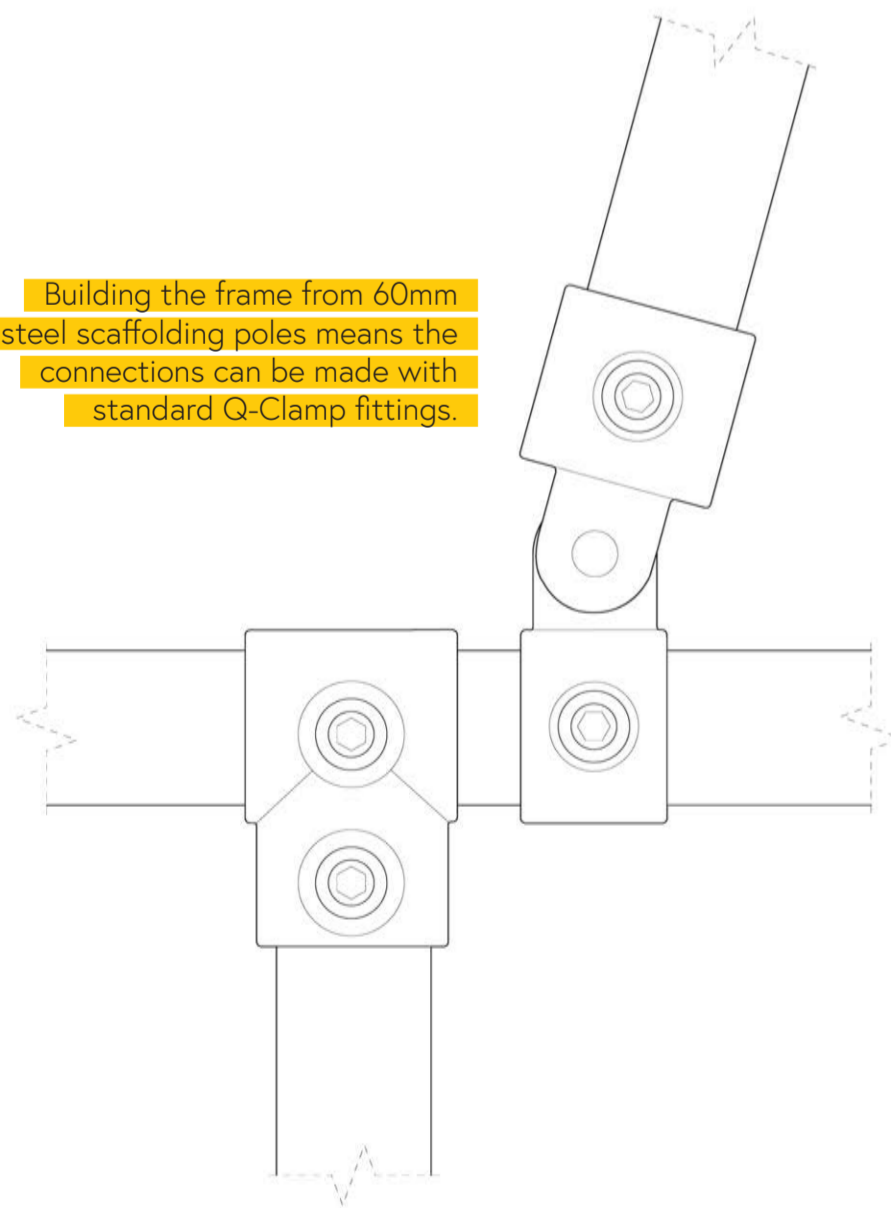 Building the frame from 60mm
steel scaffolding poles means the
connections can be made with
standard Q-Clamp fittings.